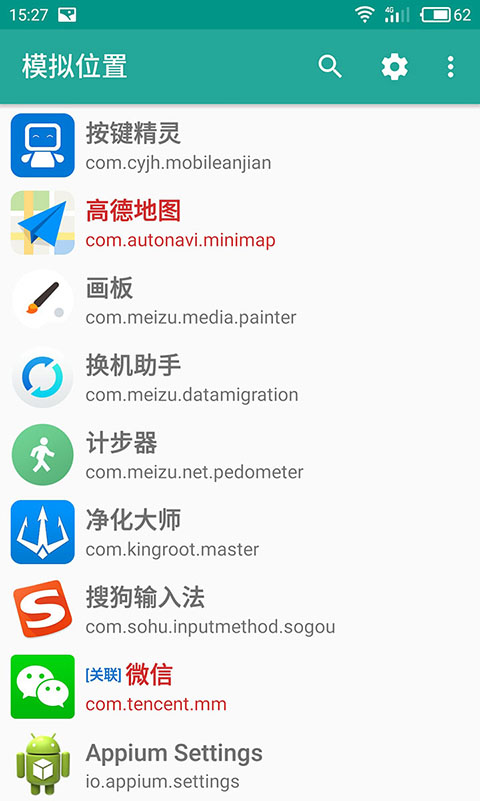 15:27 4G 62
模拟位置
按键精灵
com.cyjh.mobileanjian
高德地图
com.autonavi.minimap
画板
com.meizu.media.painter
换机助手
com.meizu.datamigration
计步器
com.meizu.net.pedometer
净化大师
com.kingroot.master
搜狗输入法
com.sohu.inputmethod.sogou
[关联] 微信
com.tencent.mm
Appium Settings
io.appium.settings